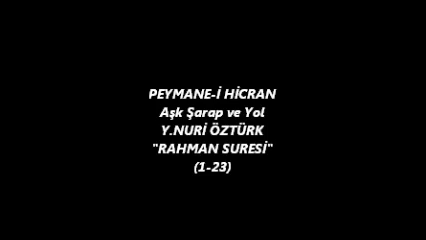 PEYMANE-İ HİCRAN
Aşk Şarap ve Yol
Y.NURİ ÖZTÜRK
"RAHMAN SURESİ"
(1-23)